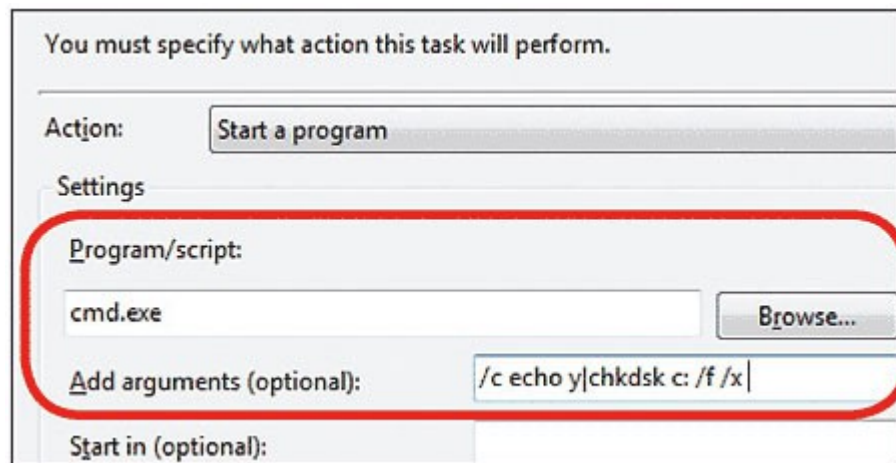 You must specify what action this task will perform.
Action: Start a program
Settings
Program/script:
cmd.exe Browse...
Add arguments (optional): /c echo y|chkdsk c: /f /x
Start in (optional):